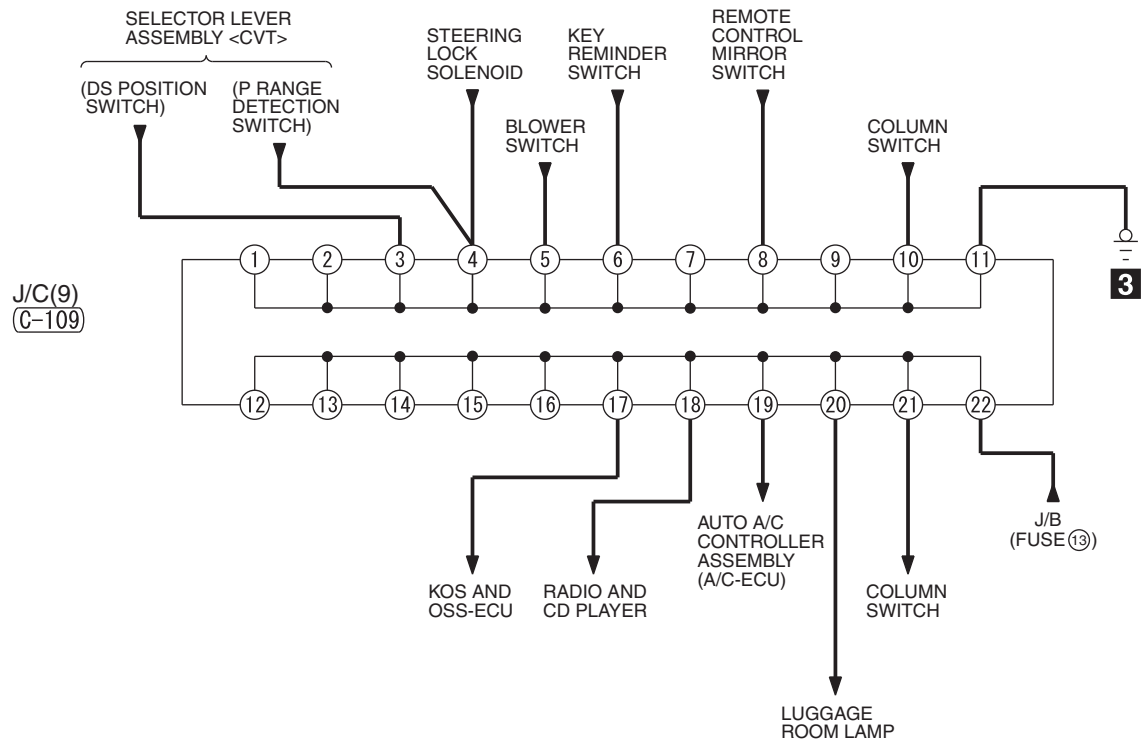 SELECTOR LEVER
ASSEMBLY <CVT>
(DS POSITION
SWITCH)
(P RANGE
DETECTION
SWITCH)
STEERING
LOCK
SOLENOID
BLOWER
SWITCH
KEY
REMINDER
SWITCH
REMOTE
CONTROL
MIRROR
SWITCH
COLUMN
SWITCH
1 2 3 4 5 6 7 8 9 10 11
3
J/C(9)
C-109
12 13 14 15 16 17 18 19 20 21 22
KOS AND
OSS-ECU
RADIO AND
CD PLAYER
AUTO A/C
CONTROLLER
ASSEMBLY
(A/C-ECU)
LUGGAGE
ROOM LAMP
COLUMN
SWITCH
J/B
(FUSE⑬)